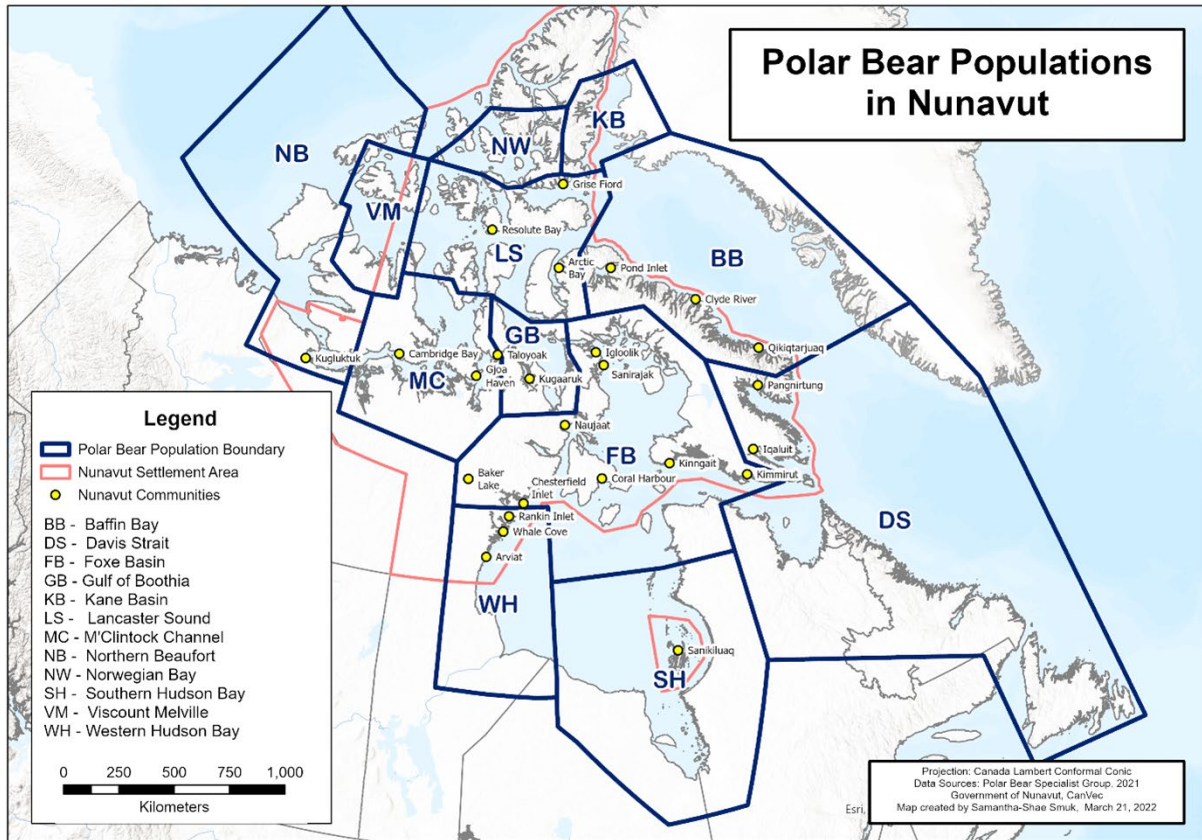 Polar Bear Populations
in Nunavut
KB
NW
NB
Grise Fiord
VM
Resolute Bay
LS
Arctic
Bay
Pond Inlet
BB
Clyde River
GB
Qikiqtarjuaq
Kugluktuk
Cambridge Bay
Taloyoak
Igloolik
MC
Gjoa
Haven
Kugaaruk
Sanirajak
Pangnirtung
Naujaat
FB
Iqaluit
Kinngait
Kimmirut
Baker
Lake
Chesterfield
Inlet
Coral Harbour
Rankin Inlet
Whale Cove
DS
Arviat
WH
Sanikiluaq
SH
Legend
Polar Bear Population Boundary
Nunavut Settlement Area
Nunavut Communities
BB - Baffin Bay
DS - Davis Strait
FB - Foxe Basin
GB - Gulf of Boothia
KB - Kane Basin
LS - Lancaster Sound
MC - M'Clintock Channel
NB - Northern Beaufort
NW - Norwegian Bay
SH - Southern Hudson Bay
VM - Viscount Melville
WH - Western Hudson Bay
0 250 500 750 1,000
Kilometers
Esri,
Projection: Canada Lambert Conformal Conic
Data Sources: Polar Bear Specialist Group. 2021
Government of Nunavut, CanVec
Map created by Samantha-Shae Smuk, March 21, 2022